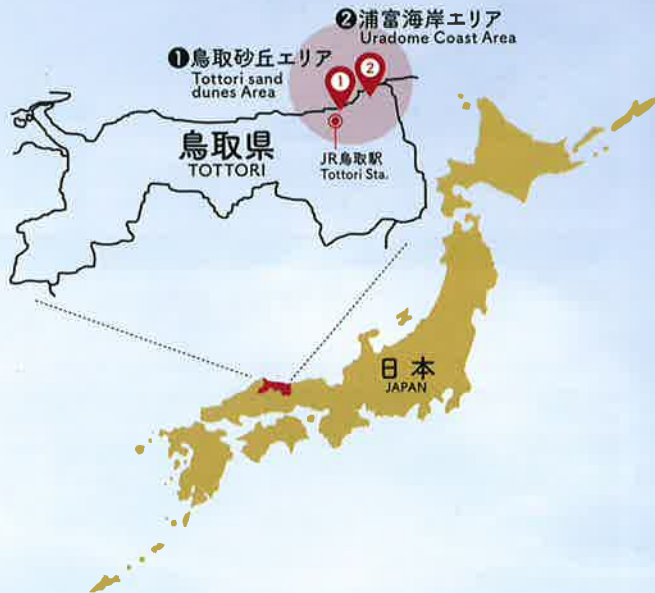 ❷浦富海岸エリア
Uradome Coast Area
❶鳥取砂丘エリア
Tottori sand
dunes Area
1
2
鳥取県
TOTTORI
JR鳥取駅
Tottori Sta.
日本
JAPAN